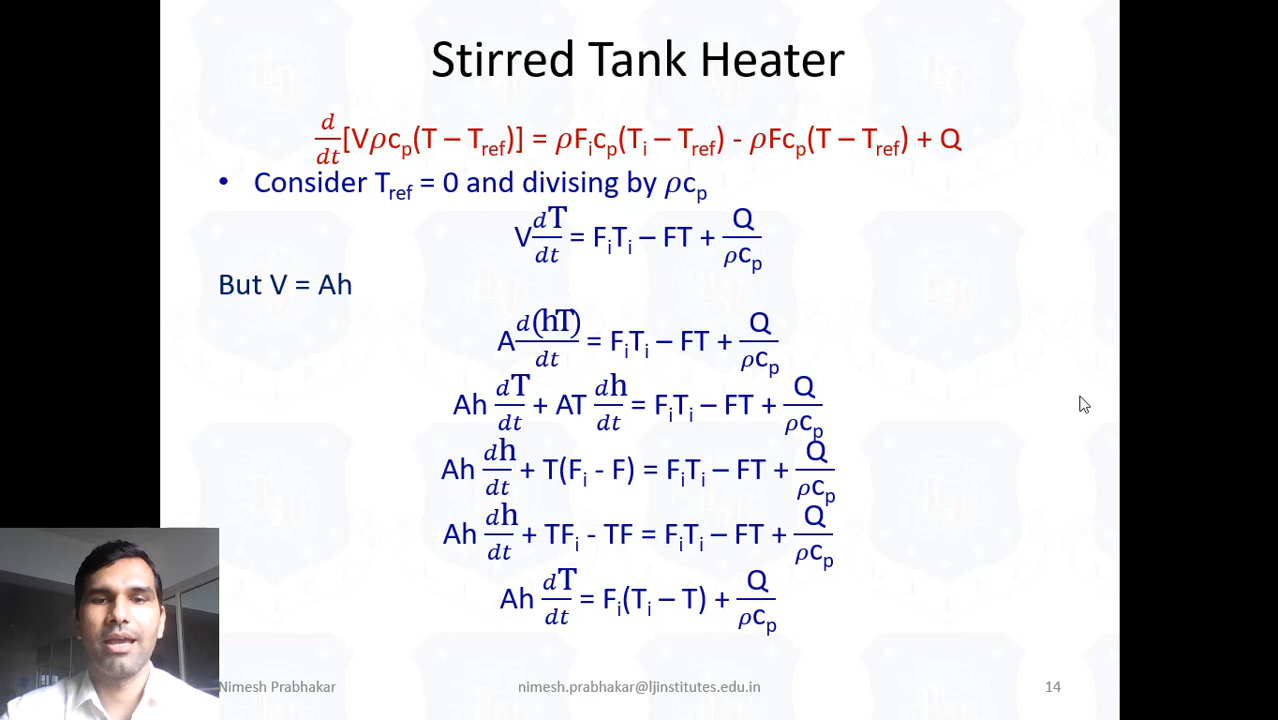 Stirred Tank Heater
d/dt[Vρcp(T – Tref)] = ρFicp(Ti – Tref) - ρFcp(T – Tref) + Q
• Consider Tref = 0 and divising by ρcp
V dT/dt = FiTi – FT + Q/ρcp
But V = Ah
A d(hT)/dt = FiTi – FT + Q/ρcp
Ah dT/dt + AT dh/dt = FiTi – FT + Q/ρcp
Ah dh/dt + T(Fi - F) = FiTi – FT + Q/ρcp
Ah dh/dt + TFi - TF = FiTi – FT + Q/ρcp
Ah dT/dt = Fi(Ti – T) + Q/ρcp
Nimesh Prabhakar nimesh.prabhakar@ljinstitutes.edu.in 14